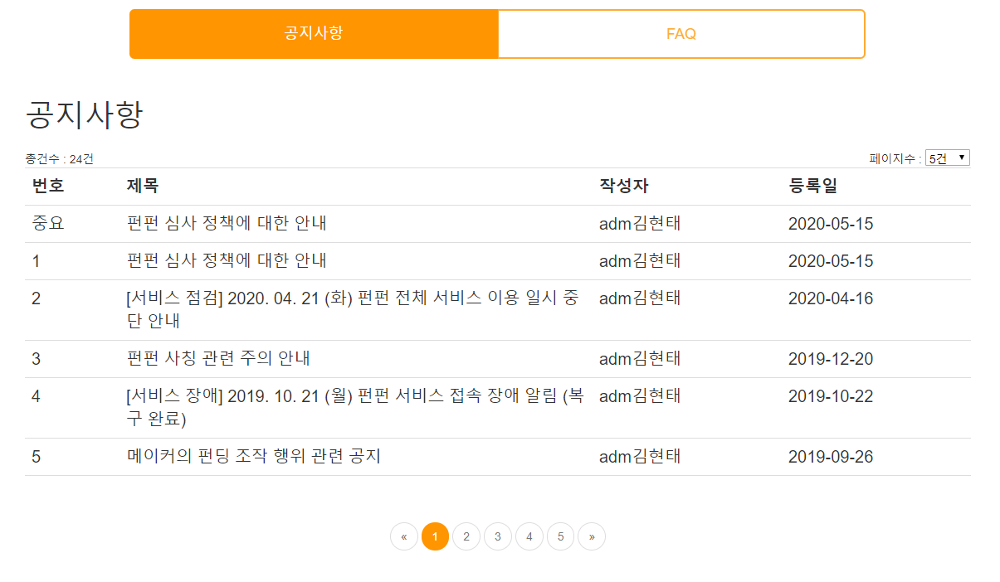 공지사항 FAQ
공지사항
총건수 : 24건 페이지수 : 5건
번호 제목 작성자 등록일
중요 펀펀 심사 정책에 대한 안내 adm김현태 2020-05-15
1 펀펀 심사 정책에 대한 안내 adm김현태 2020-05-15
2 [서비스 점검] 2020. 04. 21 (화) 펀펀 전체 서비스 이용 일시 중 adm김현태 2020-04-16
단 안내
3 펀펀 사칭 관련 주의 안내 adm김현태 2019-12-20
4 [서비스 장애] 2019. 10. 21 (월) 펀펀 서비스 접속 장애 알림 (복 adm김현태 2019-10-22
구 완료)
5 메이커의 펀딩 조작 행위 관련 공지 adm김현태 2019-09-26
« 1 2 3 4 5 »